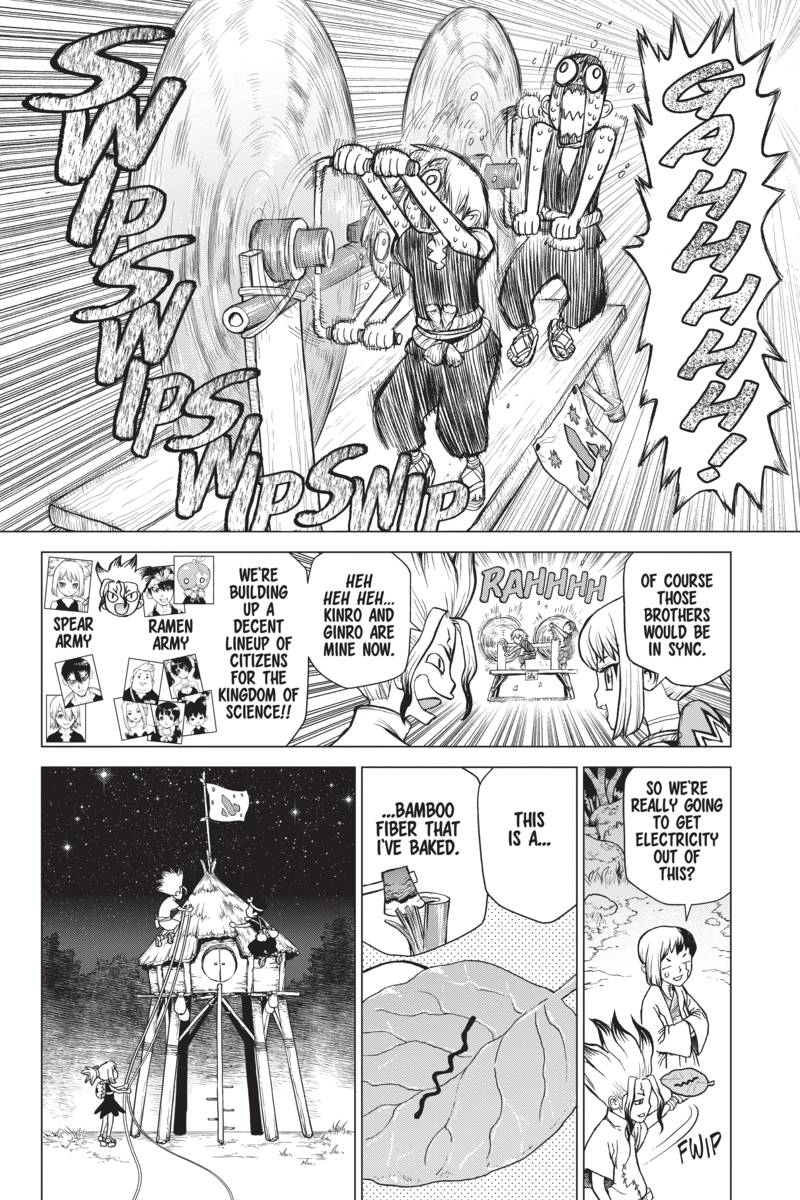 GAHHHHHH!
SWIPSWIPSWIPSWIP
OF COURSE
THOSE
BROTHERS
WOULD BE
IN SYNC.
RAHHHHH
HEH
HEH HEH...
KINRO AND
GINRO ARE
MINE NOW.
WE'RE
BUILDING
UP A
DECENT
LINEUP OF
CITIZENS
FOR THE
KINGDOM OF
SCIENCE!!
RAMEN
ARMY
SPEAR
ARMY
SO WE'RE
REALLY GOING
TO GET
ELECTRICITY
OUT OF
THIS?
FWIP
THIS
IS A...
...BAMBOO
FIBER THAT
I'VE BAKED.